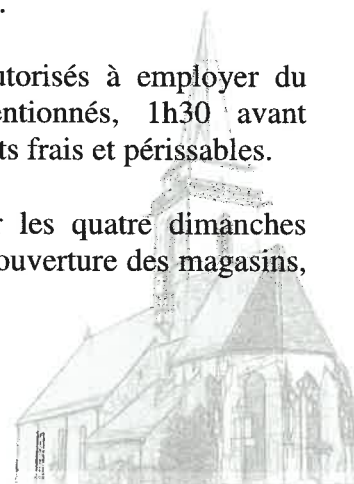 .
utorisés à employer du
entionnés, 1h30 avant
ts frais et périssables.
r les quatre dimanches
ouverture des magasins,